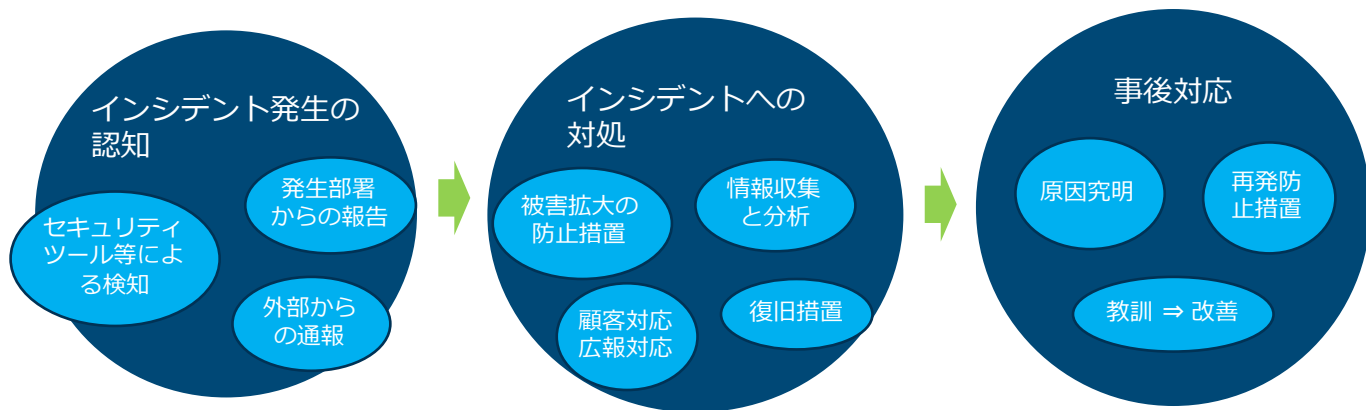 インシデント発生の
認知
発生部署
からの報告
セキュリティ
ツール等によ
る検知
外部から
の通報
インシデントへの
対処
被害拡大の
防止措置
情報収集
と分析
顧客対応
広報対応
復旧措置
事後対応
原因究明
再発防
止措置
教訓 ⇒ 改善